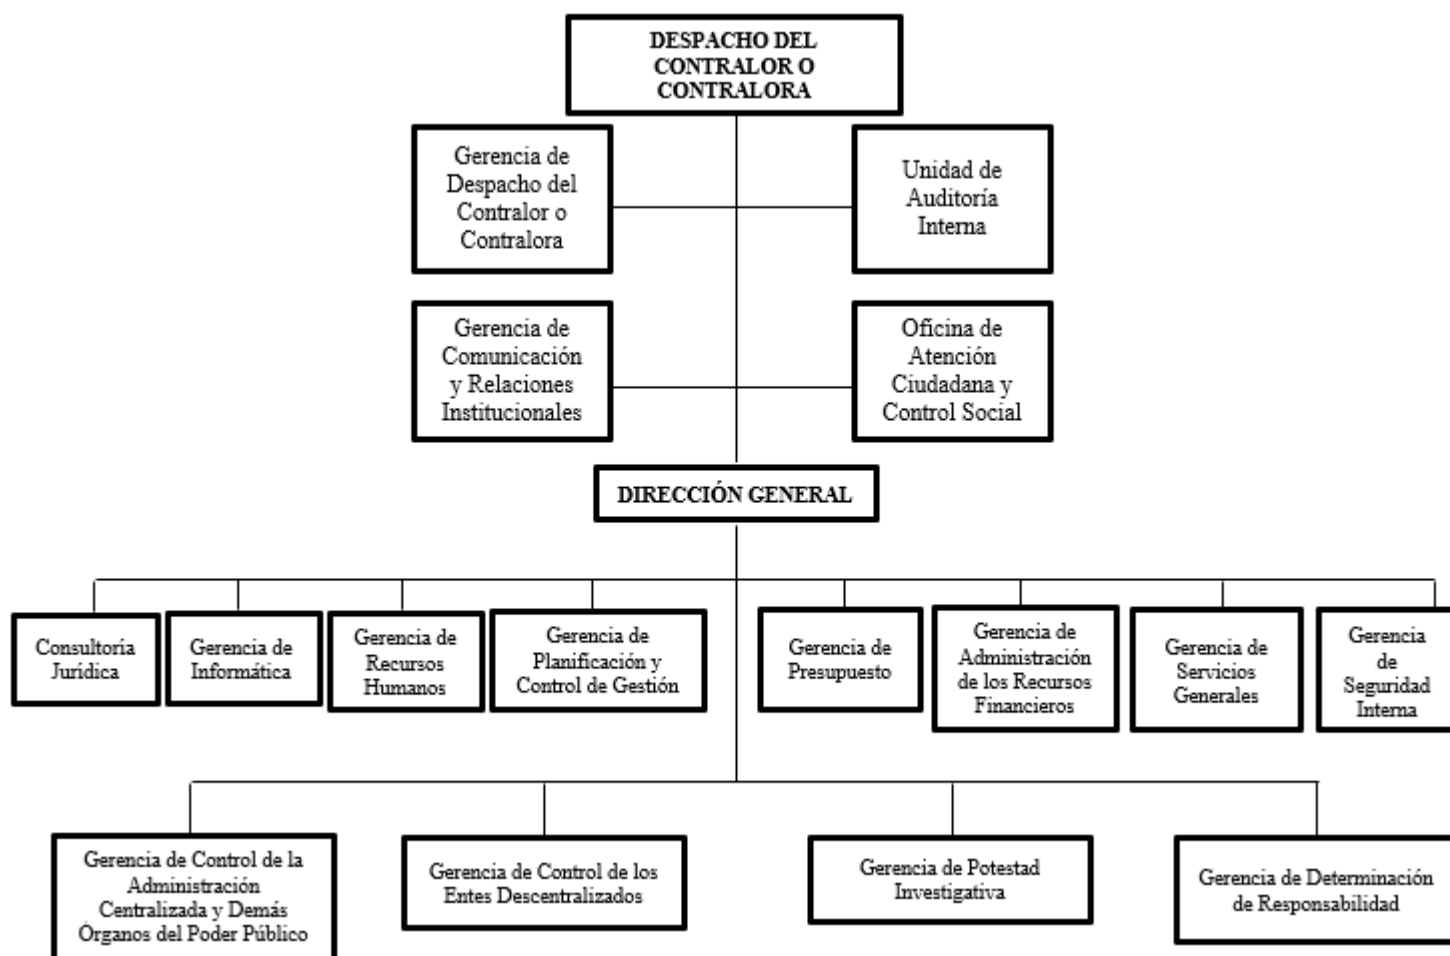 DESPACHO DEL
CONTRALOR O
CONTRALORA
Gerencia de
Despacho del
Contralor o
Contralora
Unidad de
Auditoría
Interna
Gerencia de
Comunicación
y Relaciones
Institucionales
Oficina de
Atención
Ciudadana y
Control Social
DIRECCIÓN GENERAL
Consultoría
Jurídica
Gerencia de
Informática
Gerencia de
Recursos
Humanos
Gerencia de
Planificación y
Control de Gestión
Gerencia de
Presupuesto
Gerencia de
Administración
de los Recursos
Financieros
Gerencia de
Servicios
Generales
Gerencia
de
Seguridad
Interna
Gerencia de Control de la
Administración
Centralizada y Demás
Órganos del Poder Público
Gerencia de Control de los
Entes Descentralizados
Gerencia de Potestad
Investigativa
Gerencia de Determinación
de Responsabilidad